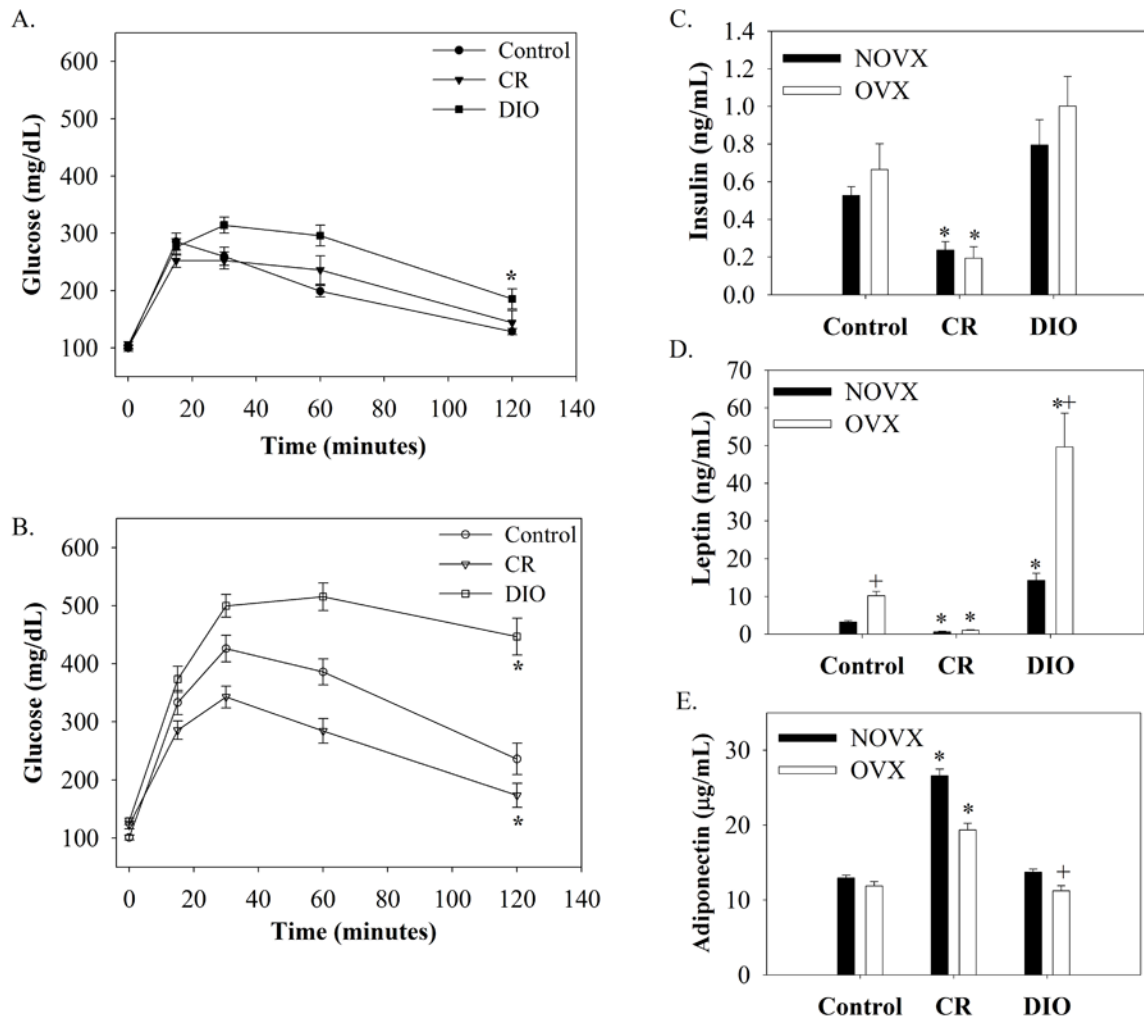 A.
600
500
400
300
200
100
Glucose (mg/dL)
Control
CR
DIO
*
0 20 40 60 80 100 120 140
Time (minutes)
B.
600
500
400
300
200
100
Glucose (mg/dL)
Control
CR
DIO
*
*
0 20 40 60 80 100 120 140
Time (minutes)
C.
1.4
1.2
1.0
0.8
0.6
0.4
0.2
0.0
Insulin (ng/mL)
NOVX
OVX
* *
Control CR DIO
D.
70
60
50
40
30
20
10
0
Leptin (ng/mL)
NOVX
OVX
*+
+
* * *
Control CR DIO
E.
30
20
10
0
Adiponectin (µg/mL)
NOVX
OVX
*
*
+
Control CR DIO